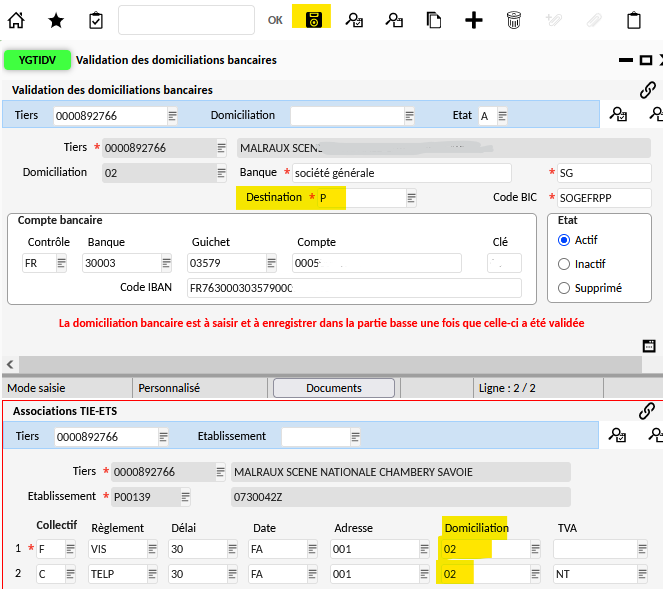 OK
YGTIDV Validation des domiciliations bancaires
Validation des domiciliations bancaires
Tiers 0000892766 Domiciliation Etat A
Tiers * 0000892766 MALRAUX SCENE
Domiciliation 02 Banque * société générale * SG
Destination * P Code BIC * SOGEFRPP
Compte bancaire Etat
Contrôle Banque Guichet Compte Clé
FR 30003 03579 0005
Code IBAN FR763000303579000
Actif
Inactif
Supprimé
La domiciliation bancaire est à saisir et à enregistrer dans la partie basse une fois que celle-ci a été validée
Mode saisie Personnalisé Documents Ligne : 2 / 2
Associations TIE-ETS
Tiers 0000892766 Etablissement
Tiers * 0000892766 MALRAUX SCENE NATIONALE CHAMBERY SAVOIE
Etablissement * P00139 0730042Z
Collectif Règlement Délai Date Adresse Domiciliation TVA
1 * F VIS 30 FA 001 02
2 C TELP 30 FA 001 02 NT